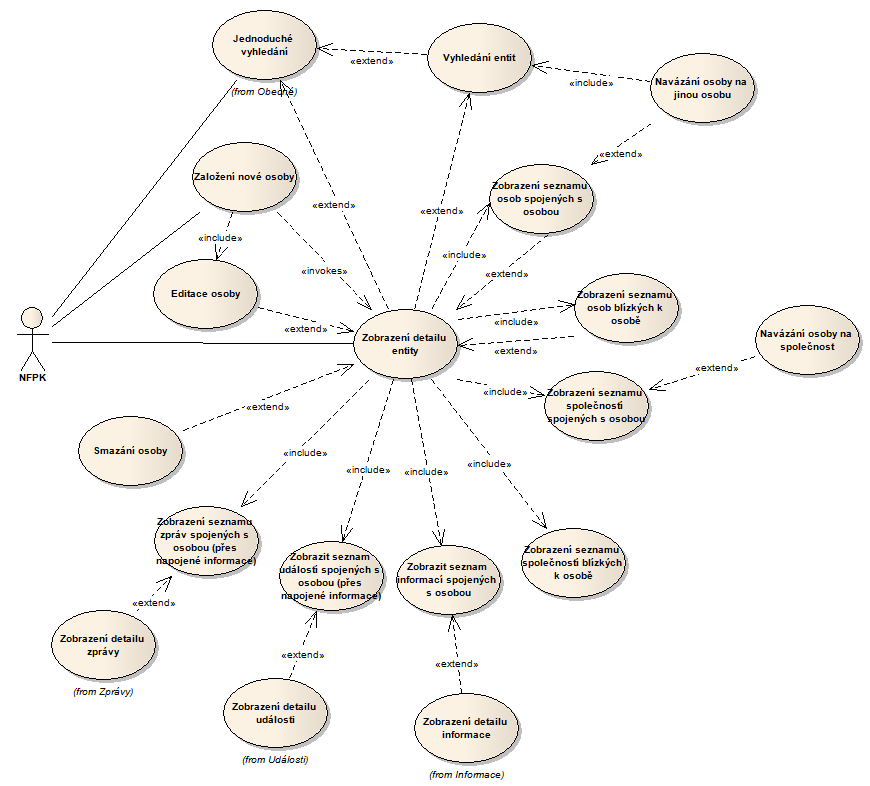 Jednoduché
vyhledání
(from Obecné)
«extend»
Vyhledání entit
«include»
Navázání osoby na
jinou osobu
«extend»
Založení nové osoby
«include»
«invokes»
«extend»
«extend»
«include»
Zobrazení seznamu
osob spojených s
osobou
«extend»
Editace osoby
«extend»
NFPK
Zobrazení detailu
entity
«include»
«extend»
Zobrazení seznamu
osob blízkých k
osobě
Navázání osoby na
společnost
«extend»
«include»
Zobrazení seznamu
společností
spojených s osobou
Smazání osoby
«extend»
«include»
«include»
«include»
«include»
Zobrazení seznamu
zpráv spojených s
osobou (přes
napojené informace)
Zobrazit seznam
událostí spojených s
osobou (přes
napojené informace)
Zobrazit seznam
informací spojených
s osobou
Zobrazení seznamu
společností blízkých
k osobě
«extend»
Zobrazení detailu
zprávy
(from Zprávy)
«extend»
Zobrazení detailu
události
(from Události)
«extend»
Zobrazení detailu
informace
(from Informace)